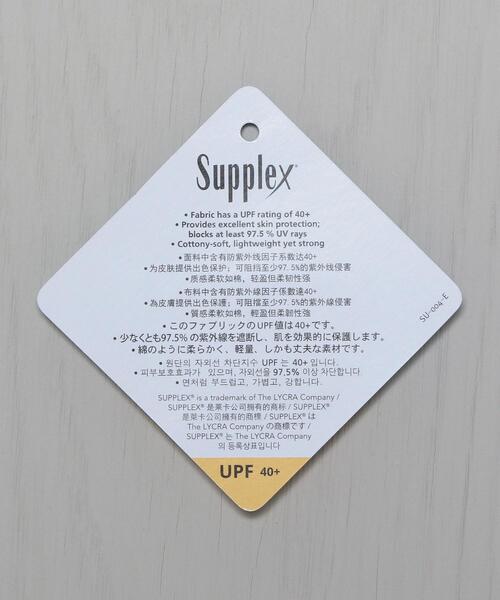 Supplex®
• Fabric has a UPF rating of 40+
• Provides excellent skin protection;
blocks at least 97.5 % UV rays
• Cottony-soft, lightweight yet strong
• 面料中含有防紫外线因子系数达40+
• 为皮肤提供出色保护；可阻挡至少97.5%的紫外线侵害
• 质感柔软如棉，轻盈但柔韧性强
• 布料中含有防紫外線因子係數達40+
• 為皮膚提供出色保護；可阻擋至少97.5%的紫外線侵害
• 質感柔軟如棉，輕盈但柔韌性強
• このファブリックのUPF値は40+です。
• 少なくとも97.5% の紫外線を遮断し、肌を効果的に保護します。
• 綿のように柔らかく、軽量、しかも丈夫な素材です。
• 원단의 자외선 차단지수 UPF 는 40+ 입니다.
• 피부보호효과가 있으며, 자외선을 97.5% 이상 차단합니다.
• 면처럼 부드럽고, 가볍고, 강합니다.
SUPPLEX® is a trademark of The LYCRA Company /
SUPPLEX® 是莱卡公司拥有的商标 / SUPPLEX®
是萊卡公司擁有的商標 / SUPPLEX® は
The LYCRA Company の商標です /
SUPPLEX® 는 The LYCRA Company
의 등록상표입니다
UPF 40+
SU-004-E